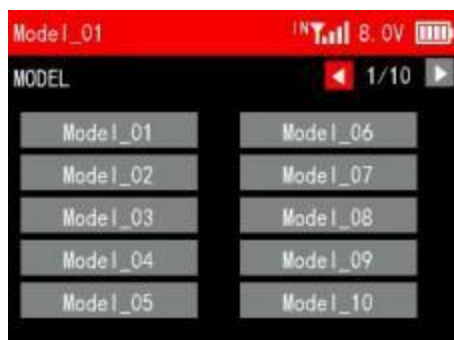 Model_01 IN 8.0V
MODEL 1/10
Model_01 Model_06
Model_02 Model_07
Model_03 Model_08
Model_04 Model_09
Model_05 Model_10